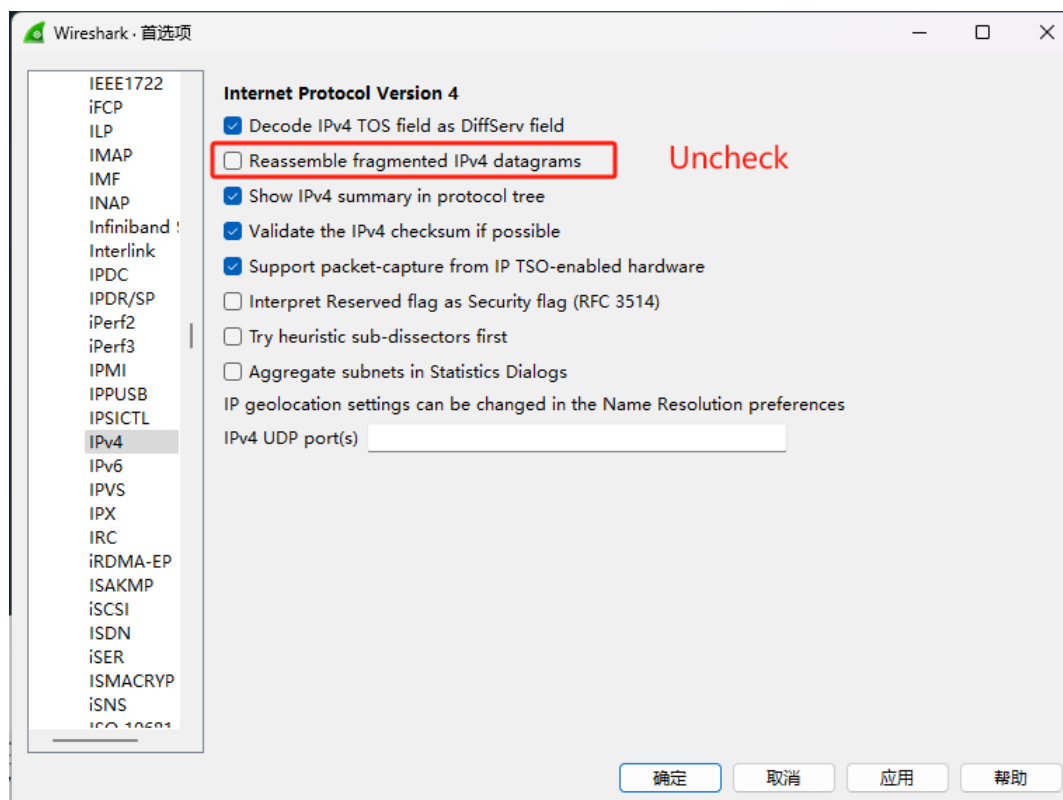 Wireshark · 首选项
IEEE1722
iFCP
ILP
IMAP
IMF
INAP
Infiniband
Interlink
IPDC
IPDR/SP
iPerf2
iPerf3
IPMI
IPPUSB
IPSICTL
IPv4
IPv6
IPVS
IPX
IRC
iRDMA-EP
ISAKMP
iSCSI
ISDN
iSER
ISMACRYP
iSNS
ISO 10681
Internet Protocol Version 4
Decode IPv4 TOS field as DiffServ field
Reassemble fragmented IPv4 datagrams
Uncheck
Show IPv4 summary in protocol tree
Validate the IPv4 checksum if possible
Support packet-capture from IP TSO-enabled hardware
Interpret Reserved flag as Security flag (RFC 3514)
Try heuristic sub-dissectors first
Aggregate subnets in Statistics Dialogs
IP geolocation settings can be changed in the Name Resolution preferences
IPv4 UDP port(s)
确定 取消 应用 帮助